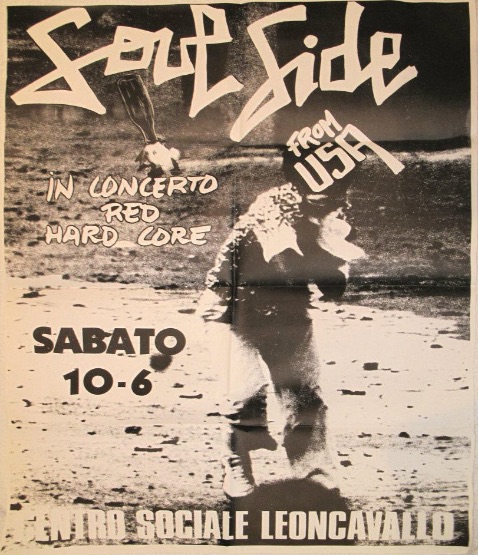 Soul Side
FROM
USA
IN CONCERTO
RED
HARD CORE
SABATO
10-6
CENTRO SOCIALE LEONCAVALLO